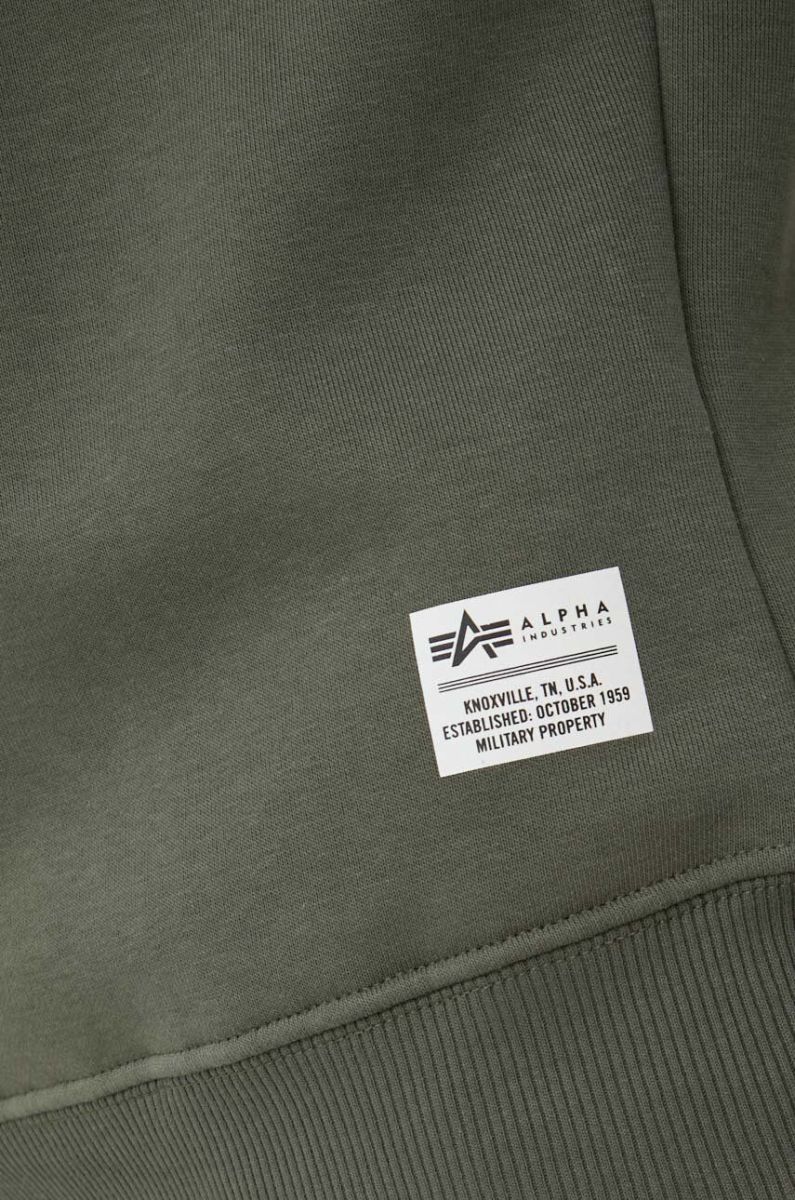 ALPHA
INDUSTRIES
KNOXVILLE, TN, U.S.A.
ESTABLISHED: OCTOBER 1959
MILITARY PROPERTY